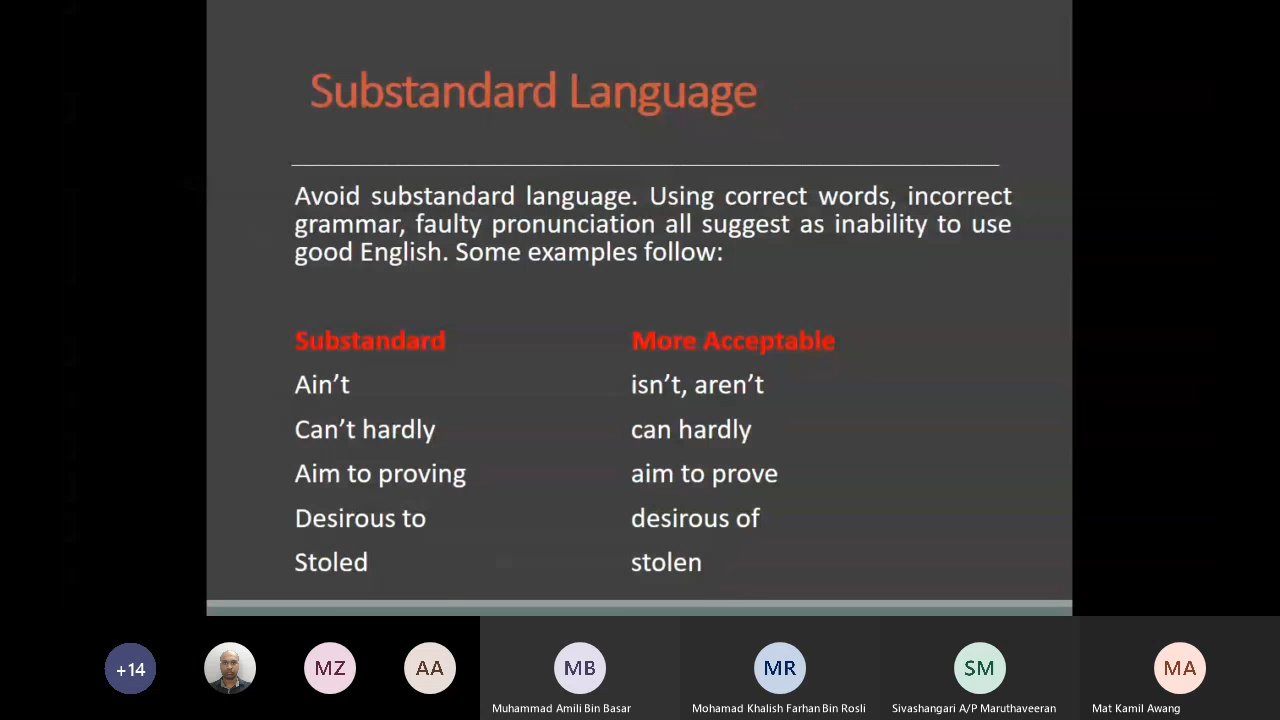 Substandard Language
Avoid substandard language. Using correct words, incorrect
grammar, faulty pronunciation all suggest as inability to use
good English. Some examples follow:
Substandard More Acceptable
Ain't isn't, aren't
Can't hardly can hardly
Aim to proving aim to prove
Desirous to desirous of
Stoled stolen
+14 MZ AA MB MR SM MA
Muhammad Amili Bin Basar Mohamad Khalish Farhan Bin Rosli Sivashangari A/P Maruthaveeran Mat Kamil Awang